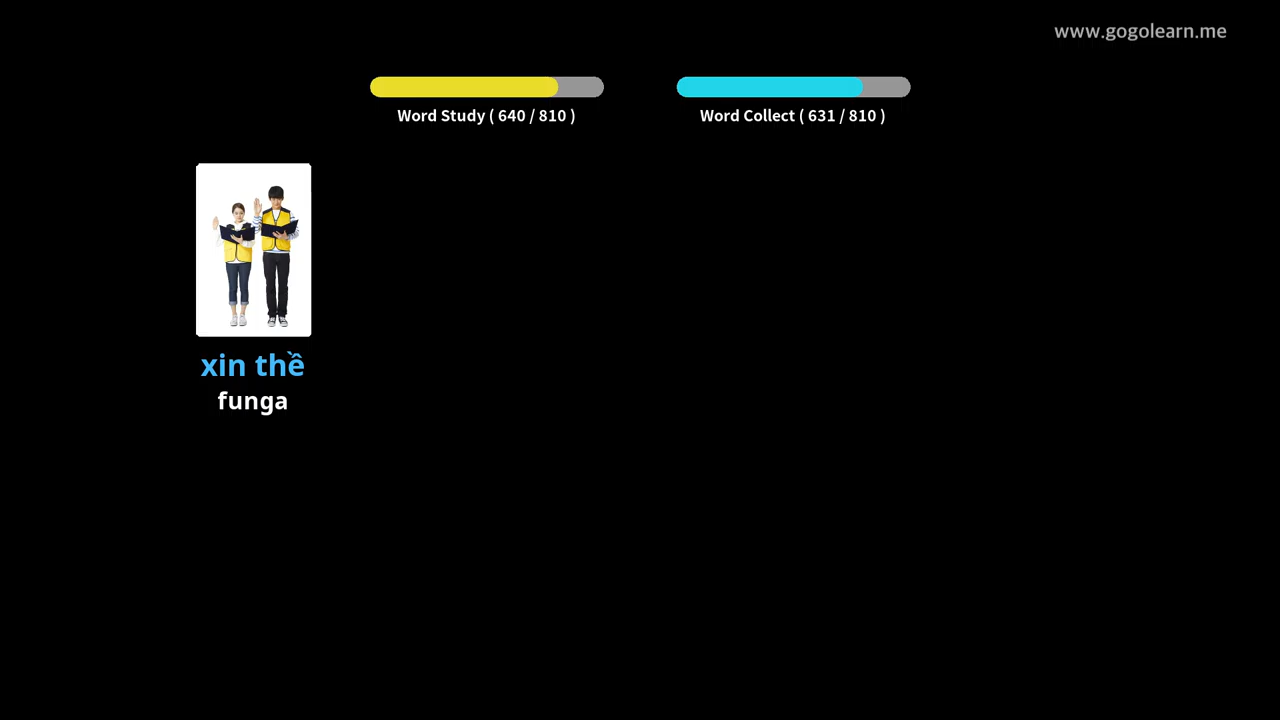 www.gogolearn.me
Word Study ( 640 / 810 )
Word Collect ( 631 / 810 )
xin thề
funga